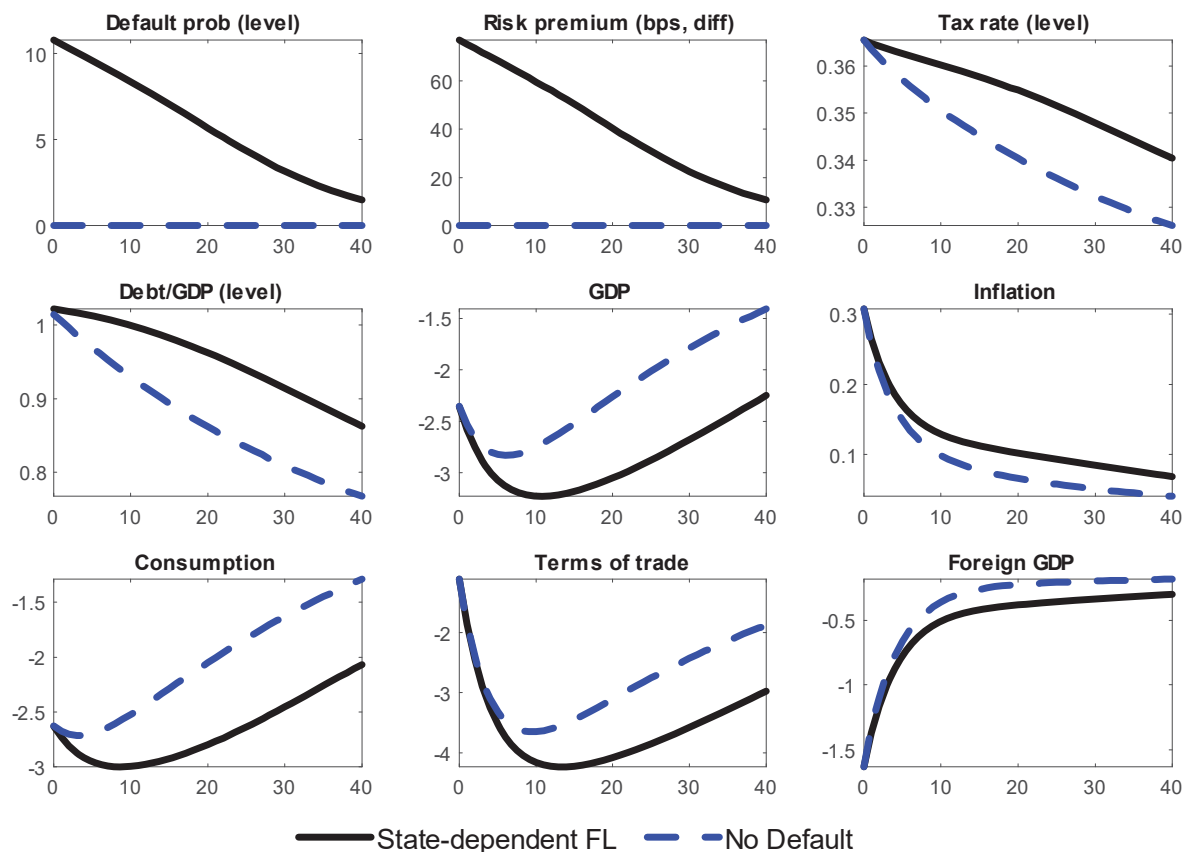 Default prob (level)
10
5
0
0 10 20 30 40
Risk premium (bps, diff)
60
40
20
0
0 10 20 30 40
Tax rate (level)
0.36
0.35
0.34
0.33
0 10 20 30 40
Debt/GDP (level)
1
0.9
0.8
0 10 20 30 40
GDP
-1.5
-2
-2.5
-3
0 10 20 30 40
Inflation
0.3
0.2
0.1
0 10 20 30 40
Consumption
-1.5
-2
-2.5
-3
0 10 20 30 40
Terms of trade
-2
-3
-4
0 10 20 30 40
Foreign GDP
-0.5
-1
-1.5
0 10 20 30 40
State-dependent FL No Default